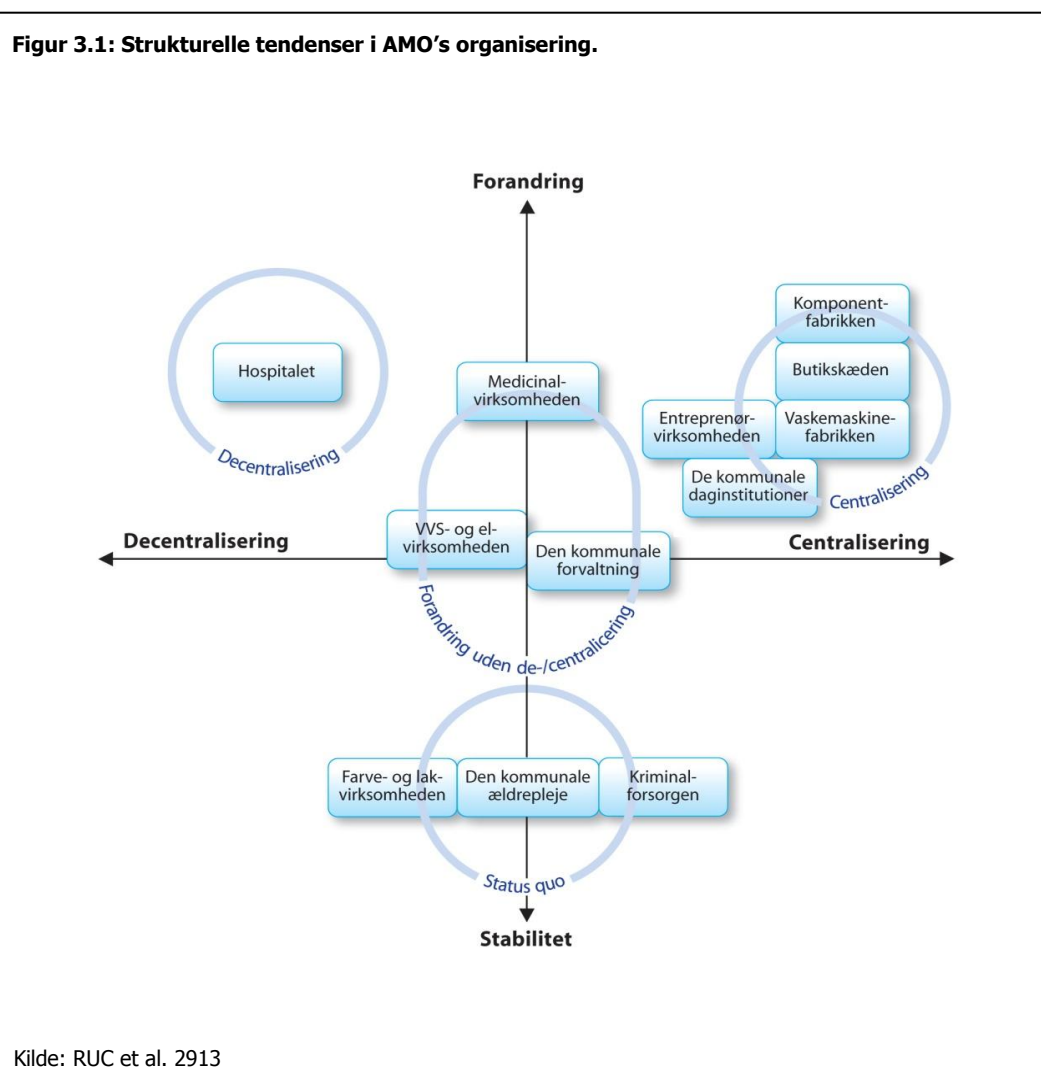 Figur 3.1: Strukturelle tendenser i AMO’s organisering.
Forandring
Komponent-
fabrikken
Hospitalet
Butikskæden
Medicinal-
virksomheden
Entreprenør-
virksomheden
Vaskemaskine-
fabrikken
Decentralisering
De kommunale
daginstitutioner
Centralisering
Decentralisering
VVS- og el-
virksomheden
Den kommunale
forvaltning
Centralisering
Forandring uden de-/centralicering
Farve- og lak-
virksomheden
Den kommunale
ældrepleje
Kriminal-
forsorgen
Status quo
Stabilitet
Kilde: RUC et al. 2913